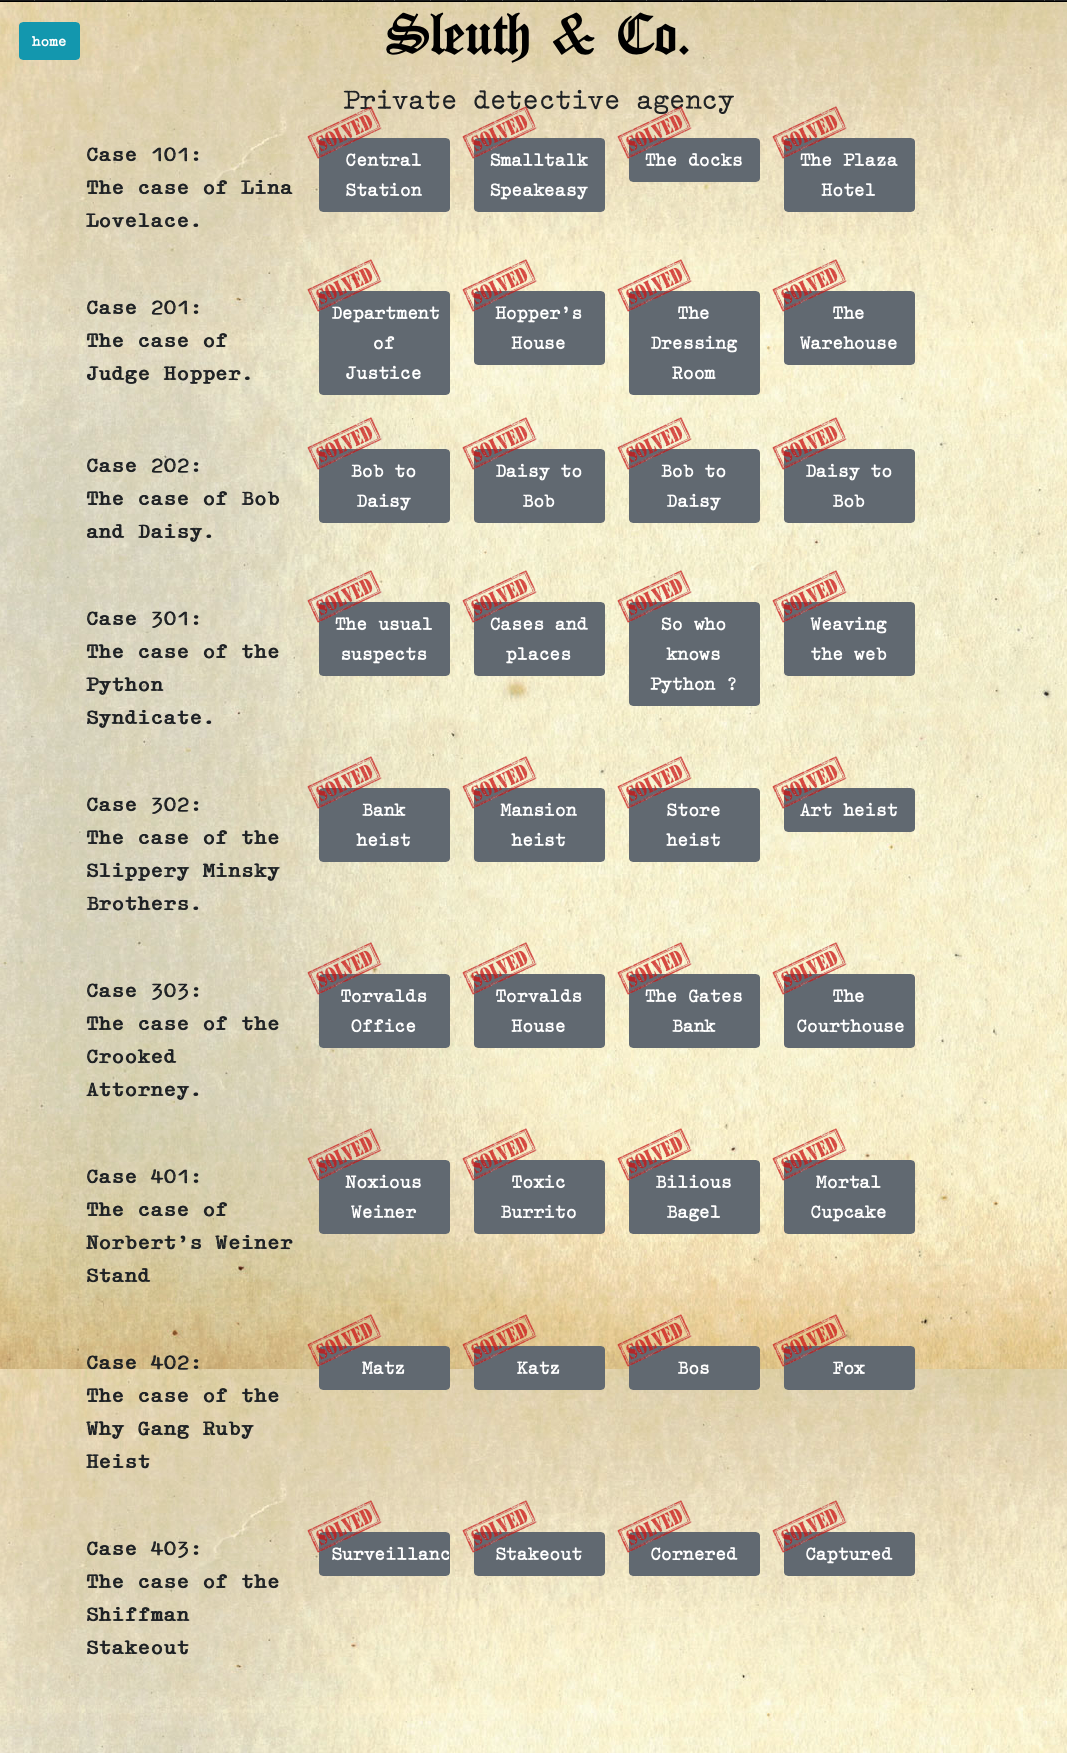 home
Sleuth & Co.
Private detective agency
Case 101:
The case of Lina
Lovelace.
SOLVED
Central
Station
SOLVED
Smalltalk
Speakeasy
SOLVED
The docks
SOLVED
The Plaza
Hotel
Case 201:
The case of
Judge Hopper.
SOLVED
Department
of
Justice
SOLVED
Hopper's
House
SOLVED
The
Dressing
Room
SOLVED
The
Warehouse
Case 202:
The case of Bob
and Daisy.
SOLVED
Bob to
Daisy
SOLVED
Daisy to
Bob
SOLVED
Bob to
Daisy
SOLVED
Daisy to
Bob
Case 301:
The case of the
Python
Syndicate.
SOLVED
The usual
suspects
SOLVED
Cases and
places
SOLVED
So who
knows
Python ?
SOLVED
Weaving
the web
Case 302:
The case of the
Slippery Minsky
Brothers.
SOLVED
Bank
heist
SOLVED
Mansion
heist
SOLVED
Store
heist
SOLVED
Art heist
Case 303:
The case of the
Crooked
Attorney.
SOLVED
Torvalds
Office
SOLVED
Torvalds
House
SOLVED
The Gates
Bank
SOLVED
The
Courthouse
Case 401:
The case of
Norbert's Weiner
Stand
SOLVED
Noxious
Weiner
SOLVED
Toxic
Burrito
SOLVED
Bilious
Bagel
SOLVED
Mortal
Cupcake
Case 402:
The case of the
Why Gang Ruby
Heist
SOLVED
Matz
SOLVED
Katz
SOLVED
Bos
SOLVED
Fox
Case 403:
The case of the
Shiffman
Stakeout
SOLVED
Surveillanc
SOLVED
Stakeout
SOLVED
Cornered
SOLVED
Captured